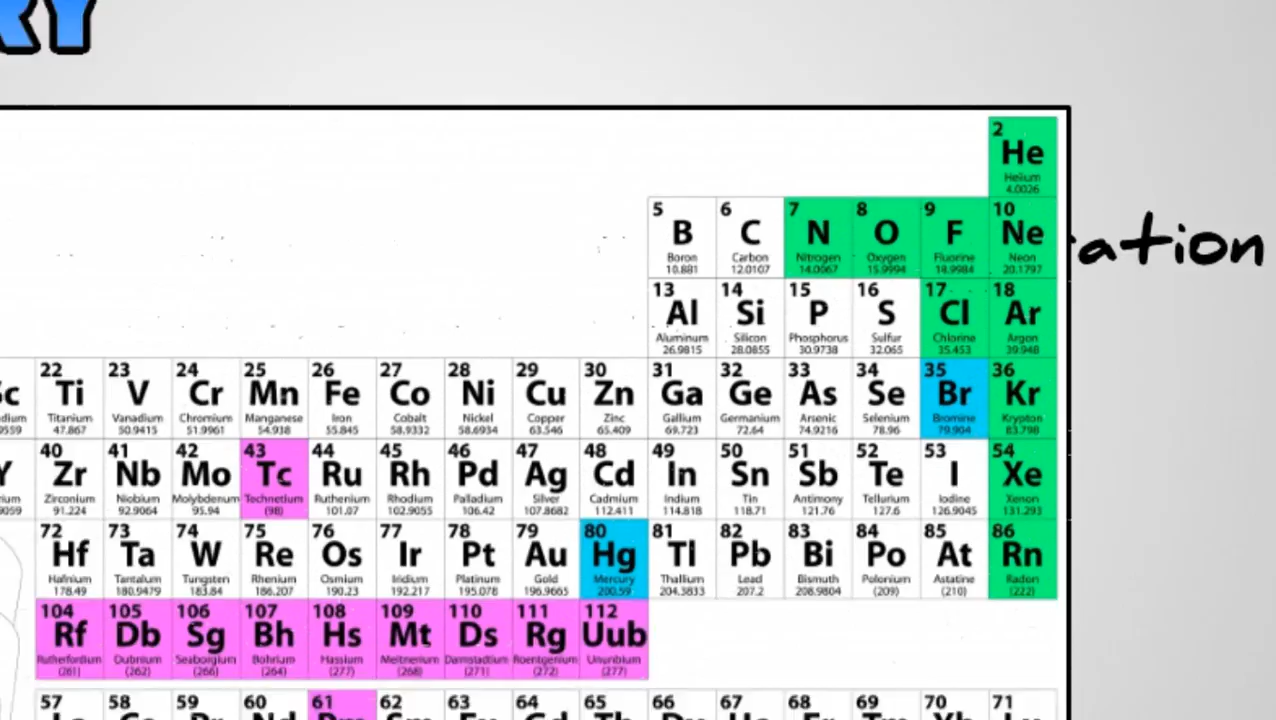 RY
2
He
Helium
4.0026
ation
5 6 7 8 9 10
B C N O F Ne
Boron Carbon Nitrogen Oxygen Fluorine Neon
10.881 12.0107 14.0067 15.9994 18.9984 20.1797
13 14 15 16 17 18
Al Si P S Cl Ar
Aluminum Silicon Phosphorus Sulfur Chlorine Argon
26.9815 28.0855 30.9738 32.065 35.453 39.948
22 23 24 25 26 27 28 29 30 31 32 33 34 35 36
Sc Ti V Cr Mn Fe Co Ni Cu Zn Ga Ge As Se Br Kr
dium Titanium Vanadium Chromium Manganese Iron Cobalt Nickel Copper Zinc Gallium Germanium Arsenic Selenium Bromine Krypton
9559 47.867 50.9415 51.9961 54.938 55.845 58.9332 58.6934 63.546 65.409 69.723 72.64 74.9216 78.96 79.904 83.798
40 41 42 43 44 45 46 47 48 49 50 51 52 53 54
Y Zr Nb Mo Tc Ru Rh Pd Ag Cd In Sn Sb Te I Xe
rium Zirconium Niobium Molybdenum Technetium Ruthenium Rhodium Palladium Silver Cadmium Indium Tin Antimony Tellurium Iodine Xenon
9059 91.224 92.9064 95.94 (98) 101.07 102.9055 106.42 107.8682 112.411 114.818 118.71 121.76 127.6 126.9045 131.293
72 73 74 75 76 77 78 79 80 81 82 83 84 85 86
Hf Ta W Re Os Ir Pt Au Hg Tl Pb Bi Po At Rn
Hafnium Tantalum Tungsten Rhenium Osmium Iridium Platinum Gold Mercury Thallium Lead Bismuth Polonium Astatine Radon
178.49 180.9479 183.84 186.207 190.23 192.217 195.078 196.9665 200.59 204.3833 207.2 208.9804 (209) (210) (222)
104 105 106 107 108 109 110 111 112
Rf Db Sg Bh Hs Mt Ds Rg Uub
Rutherfordium Dubnium Seaborgium Bohrium Hassium Meitnerium Darmstadtium Roentgenium Ununbium
(261) (262) (266) (264) (277) (268) (271) (272) (277)
57 58 59 60 61 62 63 64 65 66 67 68 69 70 71